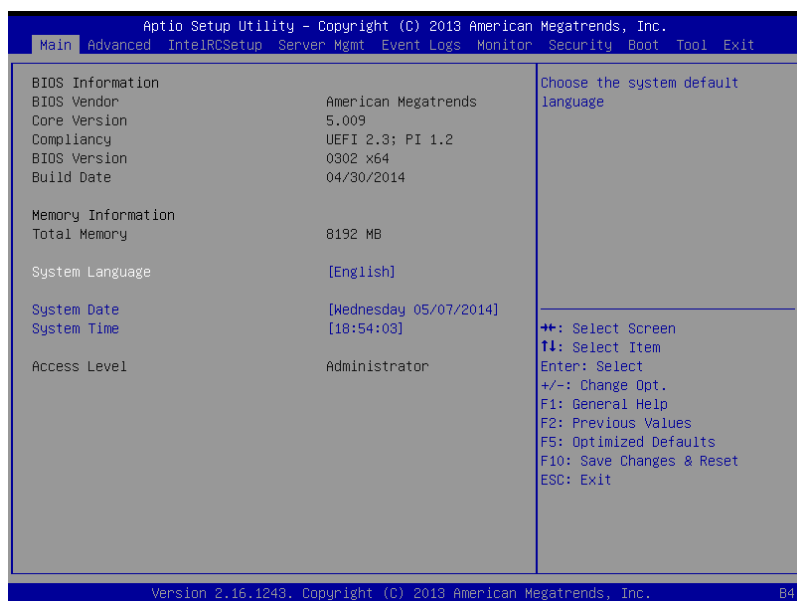 Aptio Setup Utility – Copyright (C) 2013 American Megatrends, Inc.
Main Advanced IntelRCSetup Server Mgmt Event Logs Monitor Security Boot Tool Exit
BIOS Information
BIOS Vendor American Megatrends
Core Version 5.009
Compliancy UEFI 2.3; PI 1.2
BIOS Version 0302 x64
Build Date 04/30/2014
Memory Information
Total Memory 8192 MB
System Language [English]
System Date [Wednesday 05/07/2014]
System Time [18:54:03]
Access Level Administrator
Choose the system default
language
→←: Select Screen
↑↓: Select Item
Enter: Select
+/-: Change Opt.
F1: General Help
F2: Previous Values
F5: Optimized Defaults
F10: Save Changes & Reset
ESC: Exit
Version 2.16.1243. Copyright (C) 2013 American Megatrends, Inc.
B4